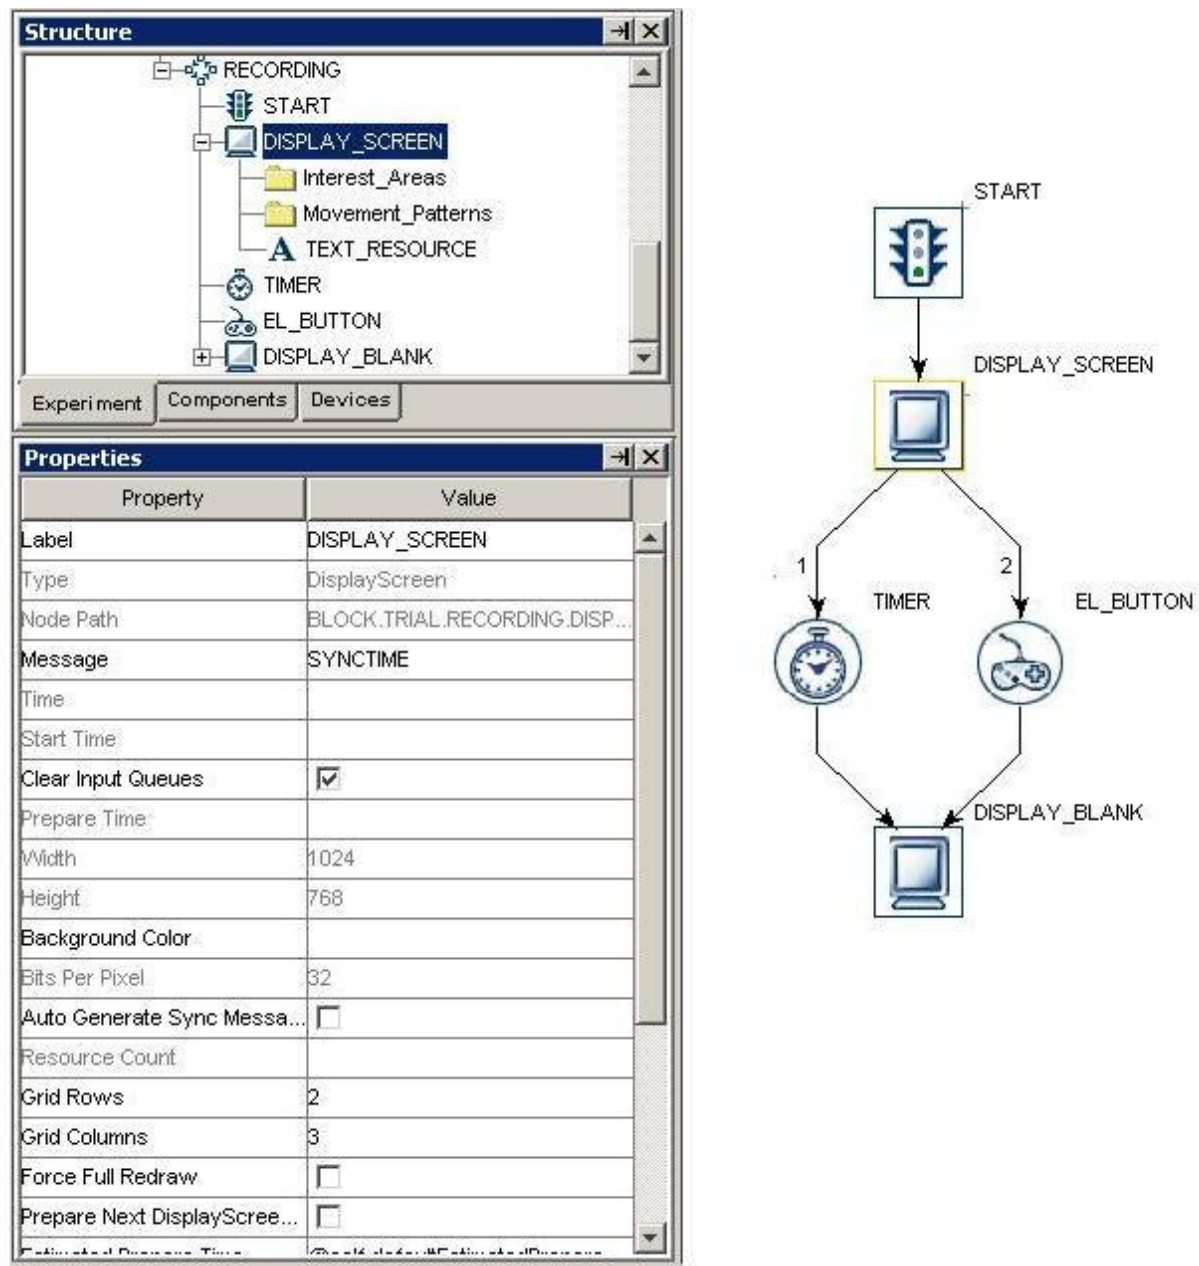 Structure
RECORDING
START
DISPLAY_SCREEN
Interest_Areas
Movement_Patterns
A TEXT_RESOURCE
TIMER
EL_BUTTON
DISPLAY_BLANK
Experiment Components Devices
Properties
Property Value
Label DISPLAY_SCREEN
Type DisplayScreen
Node Path BLOCK.TRIAL.RECORDING.DISP...
Message SYNCTIME
Time
Start Time
Clear Input Queues
Prepare Time
Width 1024
Height 768
Background Color
Bits Per Pixel 32
Auto Generate Sync Messa...
Resource Count
Grid Rows 2
Grid Columns 3
Force Full Redraw
Prepare Next DisplayScree...
Estimated Prepare Time
START
DISPLAY_SCREEN
1 2
TIMER EL_BUTTON
DISPLAY_BLANK